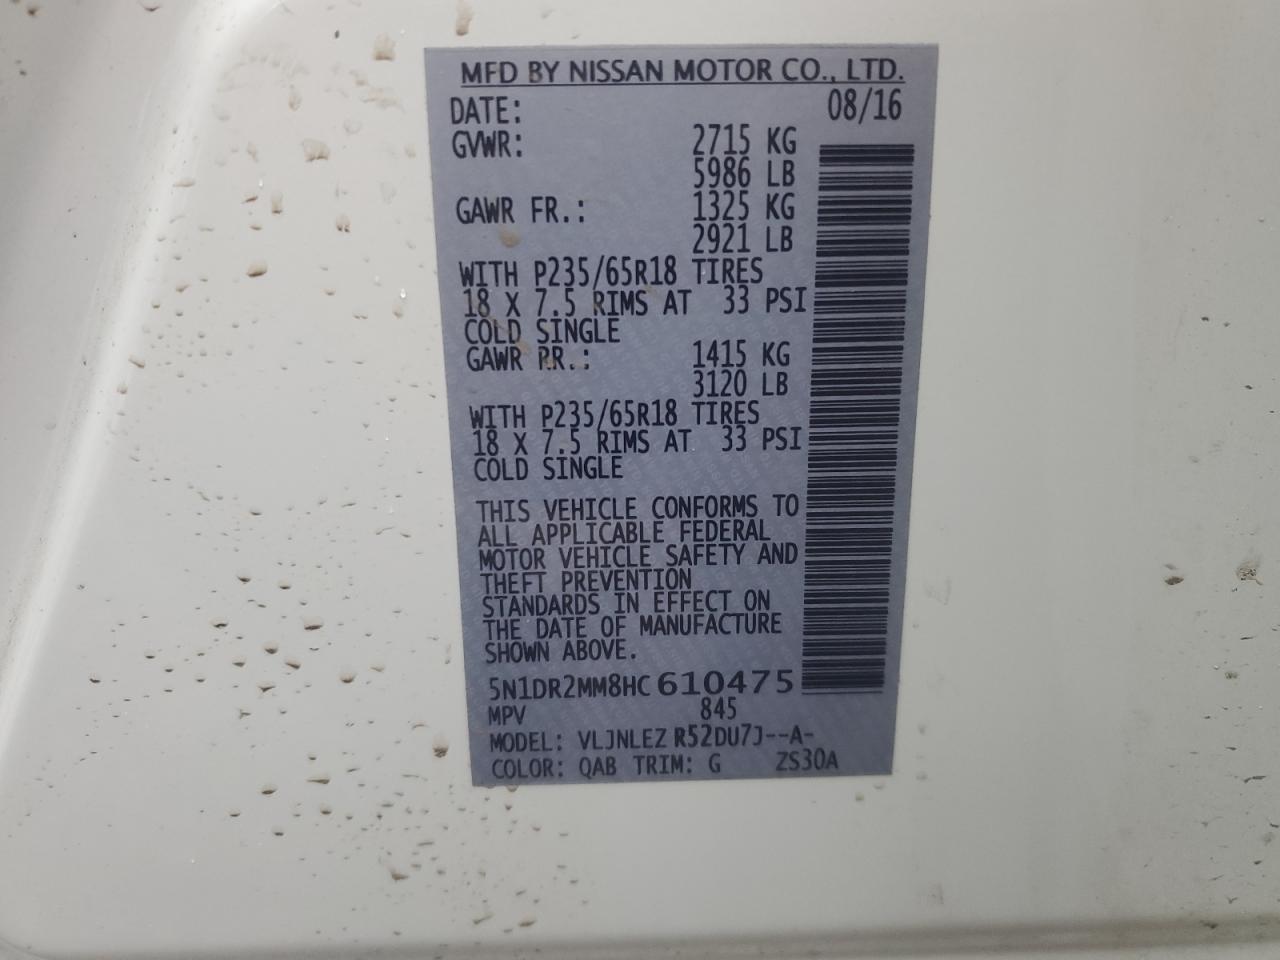 MFD BY NISSAN MOTOR CO., LTD.
DATE: 08/16
GVWR: 2715 KG
5986 LB
GAWR FR.: 1325 KG
2921 LB
WITH P235/65R18 TIRES
18 X 7.5 RIMS AT 33 PSI
COLD SINGLE
GAWR RR.: 1415 KG
3120 LB
WITH P235/65R18 TIRES
18 X 7.5 RIMS AT 33 PSI
COLD SINGLE
THIS VEHICLE CONFORMS TO
ALL APPLICABLE FEDERAL
MOTOR VEHICLE SAFETY AND
THEFT PREVENTION
STANDARDS IN EFFECT ON
THE DATE OF MANUFACTURE
SHOWN ABOVE.
5N1DR2MM8HC610475
MPV 845
MODEL: VLJNLEZ R52DU7J--A-
COLOR: QAB TRIM: G ZS30A